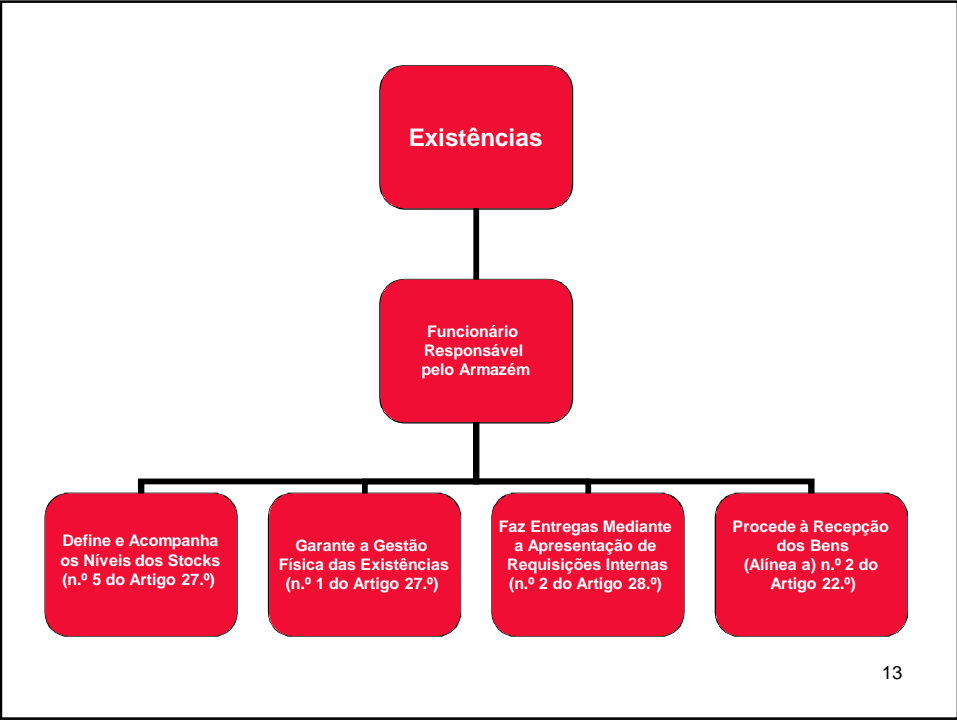 Existências
Funcionário
Responsável
pelo Armazém
Define e Acompanha
os Níveis dos Stocks
(n.º 5 do Artigo 27.º)
Garante a Gestão
Física das Existências
(n.º 1 do Artigo 27.º)
Faz Entregas Mediante
a Apresentação de
Requisições Internas
(n.º 2 do Artigo 28.º)
Procede à Recepção
dos Bens
(Alínea a) n.º 2 do
Artigo 22.º)
13